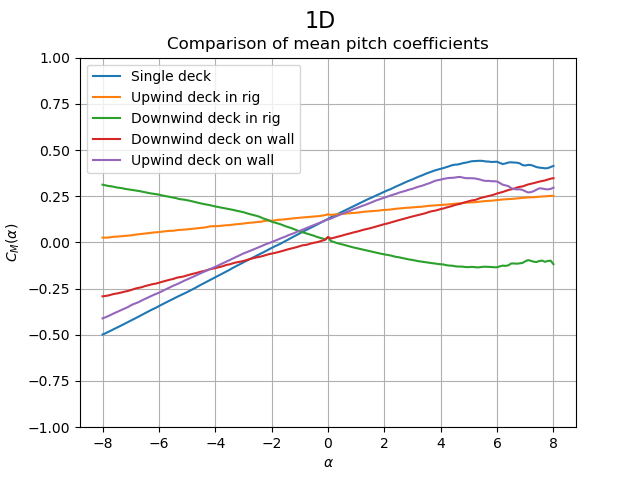 1D
Comparison of mean pitch coefficients
Single deck
Upwind deck in rig
Downwind deck in rig
Downwind deck on wall
Upwind deck on wall
1.00
0.75
0.50
0.25
0.00
−0.25
−0.50
−0.75
−1.00
C_M(α)
−8
−6
−4
−2
0
2
4
6
8
α